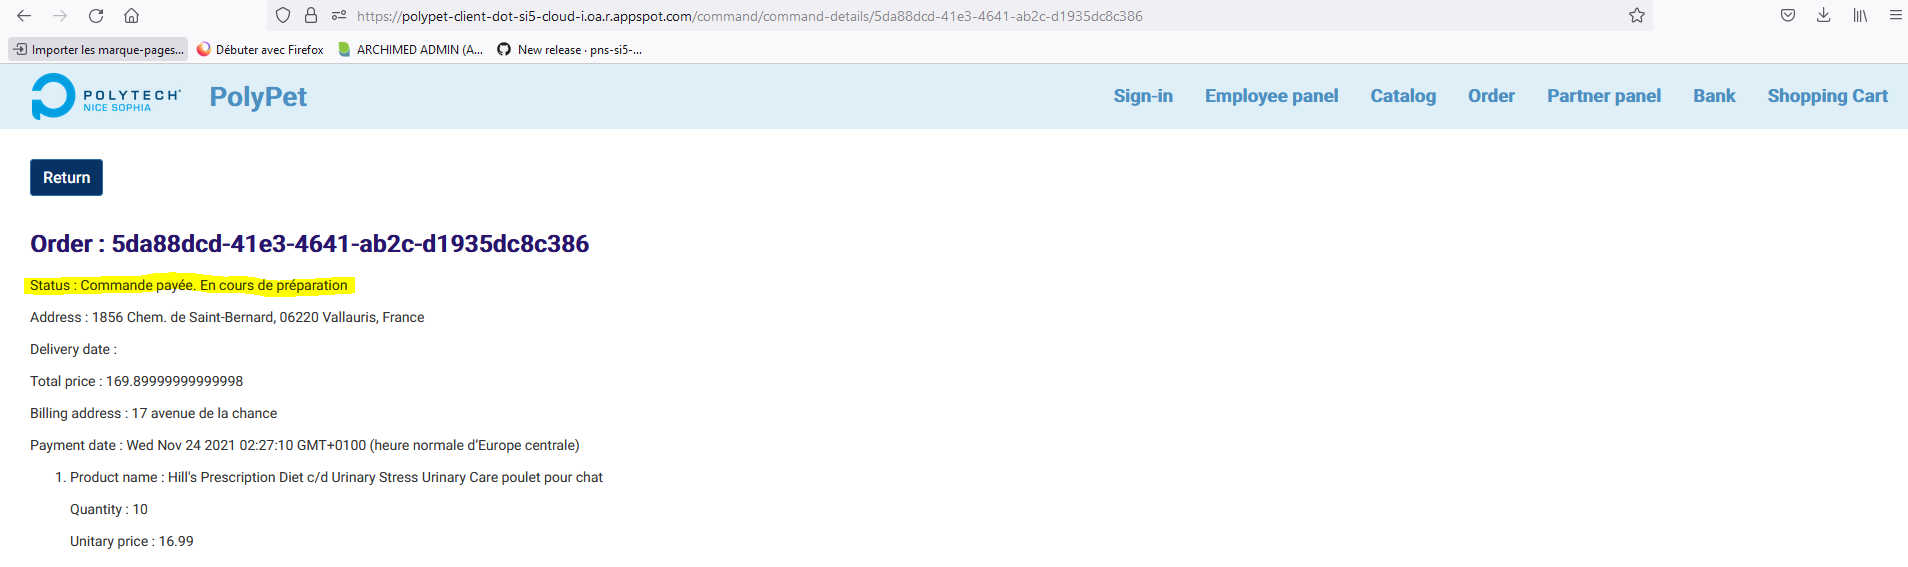 https://polypet-client-dot-si5-cloud-i.oa.r.appspot.com/command/command-details/5da88dcd-41e3-4641-ab2c-d1935dc8c386
Importer les marque-pages... Débuter avec Firefox ARCHIMED ADMIN (A... New release · pns-si5-...
POLYTECH
NICE SOPHIA
PolyPet Sign-in Employee panel Catalog Order Partner panel Bank Shopping Cart
Return
Order : 5da88dcd-41e3-4641-ab2c-d1935dc8c386
Status : Commande payée. En cours de préparation
Address : 1856 Chem. de Saint-Bernard, 06220 Vallauris, France
Delivery date :
Total price : 169.89999999999998
Billing address : 17 avenue de la chance
Payment date : Wed Nov 24 2021 02:27:10 GMT+0100 (heure normale d’Europe centrale)
1. Product name : Hill's Prescription Diet c/d Urinary Stress Urinary Care poulet pour chat
Quantity : 10
Unitary price : 16.99